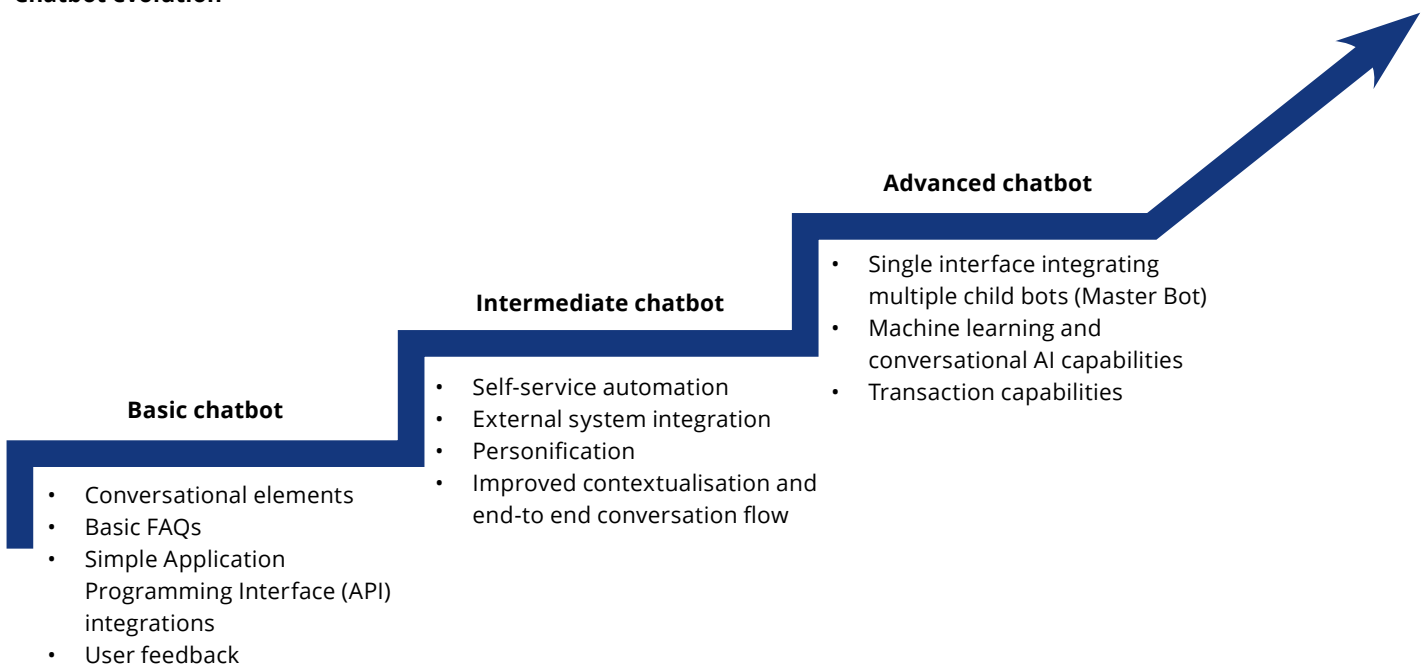 Chatbot evolution
Basic chatbot
• Conversational elements
• Basic FAQs
• Simple Application
Programming Interface (API)
integrations
• User feedback
Intermediate chatbot
• Self-service automation
• External system integration
• Personification
• Improved contextualisation and
end-to end conversation flow
Advanced chatbot
• Single interface integrating
multiple child bots (Master Bot)
• Machine learning and
conversational AI capabilities
• Transaction capabilities